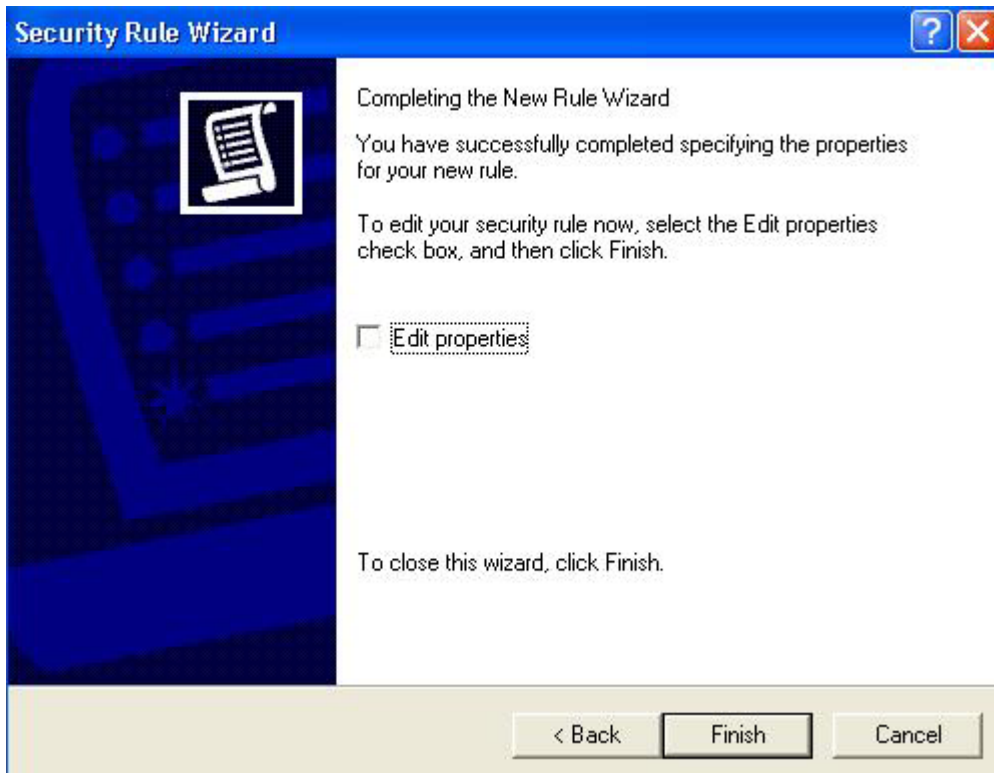 Security Rule Wizard
Completing the New Rule Wizard
You have successfully completed specifying the properties
for your new rule.
To edit your security rule now, select the Edit properties
check box, and then click Finish.
Edit properties
To close this wizard, click Finish.
< Back Finish Cancel